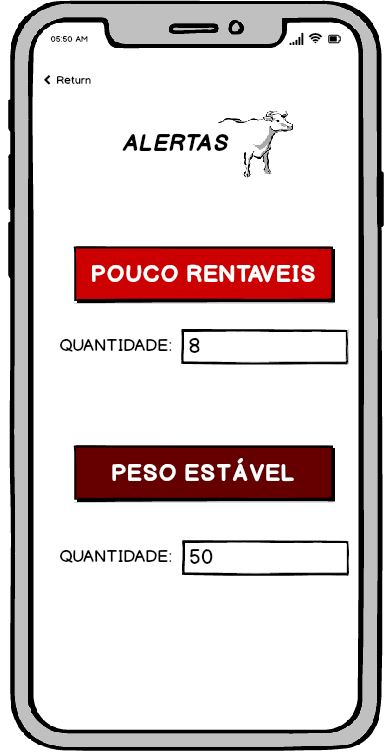 05:50 AM
Return
ALERTAS
POUCO RENTAVEIS
QUANTIDADE: 8
PESO ESTÁVEL
QUANTIDADE: 50